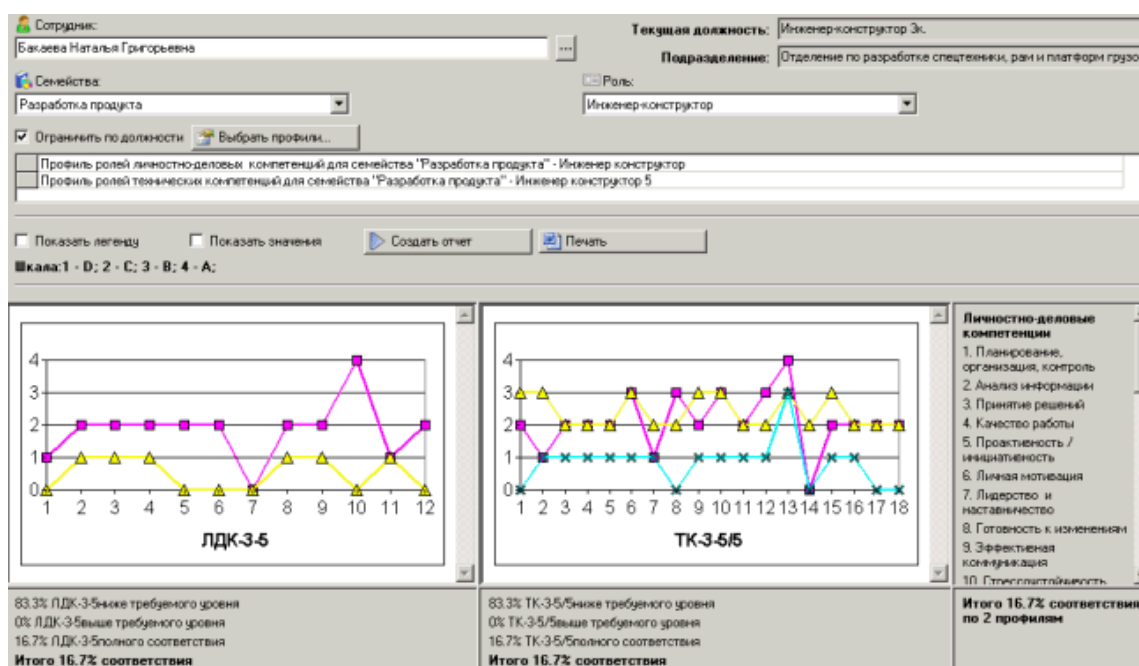 Сотрудник:
Бакаева Наталья Григорьевна
...
Текущая должность: Инженер-конструктор 3к.
Подразделение: Отделение по разработке спецтехники, рам и платформ грузо
Семейства:
Разработка продукта
Роль:
Инженер-конструктор
Ограничить по должности
Выбрать профили...
Профиль ролей личностно-деловых компетенций для семейства "Разработка продукта" - Инженер конструктор
Профиль ролей технических компетенций для семейства "Разработка продукта" - Инженер конструктор 5
Показать легенду
Показать значения
Создать отчет
Печать
Шкала:1 - D; 2 - C; 3 - B; 4 - A;
4
3
2
1
0
1 2 3 4 5 6 7 8 9 10 11 12
ЛДК-3-5
4
3
2
1
0
1 2 3 4 5 6 7 8 9 10 11 12 13 14 15 16 17 18
ТК-3-5/5
Личностно-деловые
компетенции
1. Планирование,
организация, контроль
2. Анализ информации
3. Принятие решений
4. Качество работы
5. Проактивность /
инициативность
6. Личная мотивация
7. Лидерство и
наставничество
8. Готовность к изменениям
9. Эффективная
коммуникация
10. Стрессоустойчивость
83.3% ЛДК-3-5ниже требуемого уровня
0% ЛДК-3-5выше требуемого уровня
16.7% ЛДК-3-5полного соответствия
Итого 16.7% соответствия
83.3% ТК-3-5/5ниже требуемого уровня
0% ТК-3-5/5выше требуемого уровня
16.7% ТК-3-5/5полного соответствия
Итого 16.7% соответствия
Итого 16.7% соответствия
по 2 профилям